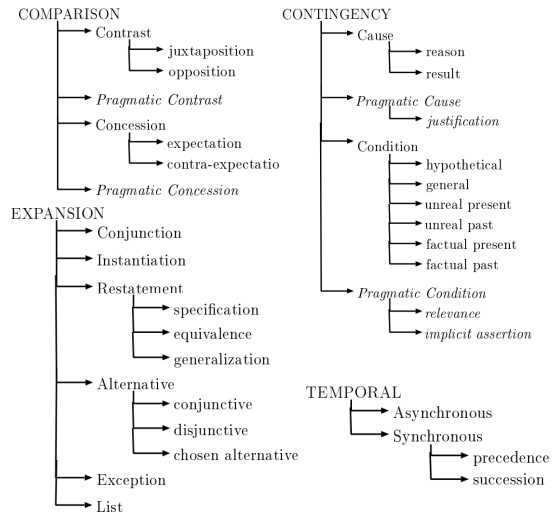 COMPARISON
Contrast
juxtaposition
opposition
Pragmatic Contrast
Concession
expectation
contra-expectatio
Pragmatic Concession
EXPANSION
Conjunction
Instantiation
Restatement
specification
equivalence
generalization
Alternative
conjunctive
disjunctive
chosen alternative
Exception
List
CONTINGENCY
Cause
reason
result
Pragmatic Cause
justification
Condition
hypothetical
general
unreal present
unreal past
factual present
factual past
Pragmatic Condition
relevance
implicit assertion
TEMPORAL
Asynchronous
Synchronous
precedence
succession